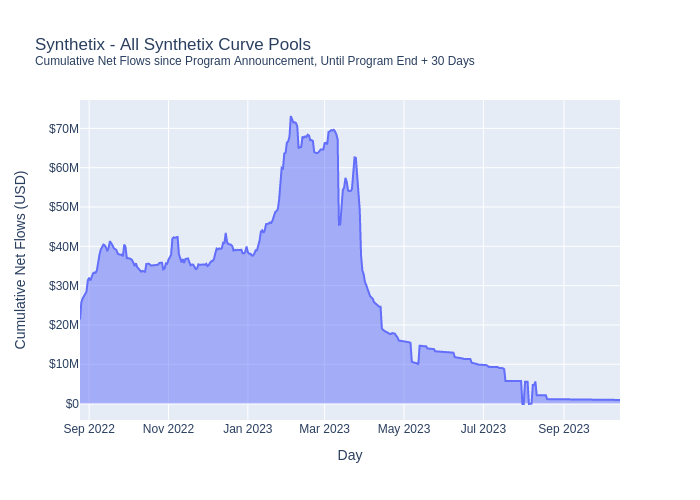 Synthetix - All Synthetix Curve Pools
Cumulative Net Flows since Program Announcement, Until Program End + 30 Days
Cumulative Net Flows (USD)
$70M
$60M
$50M
$40M
$30M
$20M
$10M
$0
Sep 2022 Nov 2022 Jan 2023 Mar 2023 May 2023 Jul 2023 Sep 2023
Day